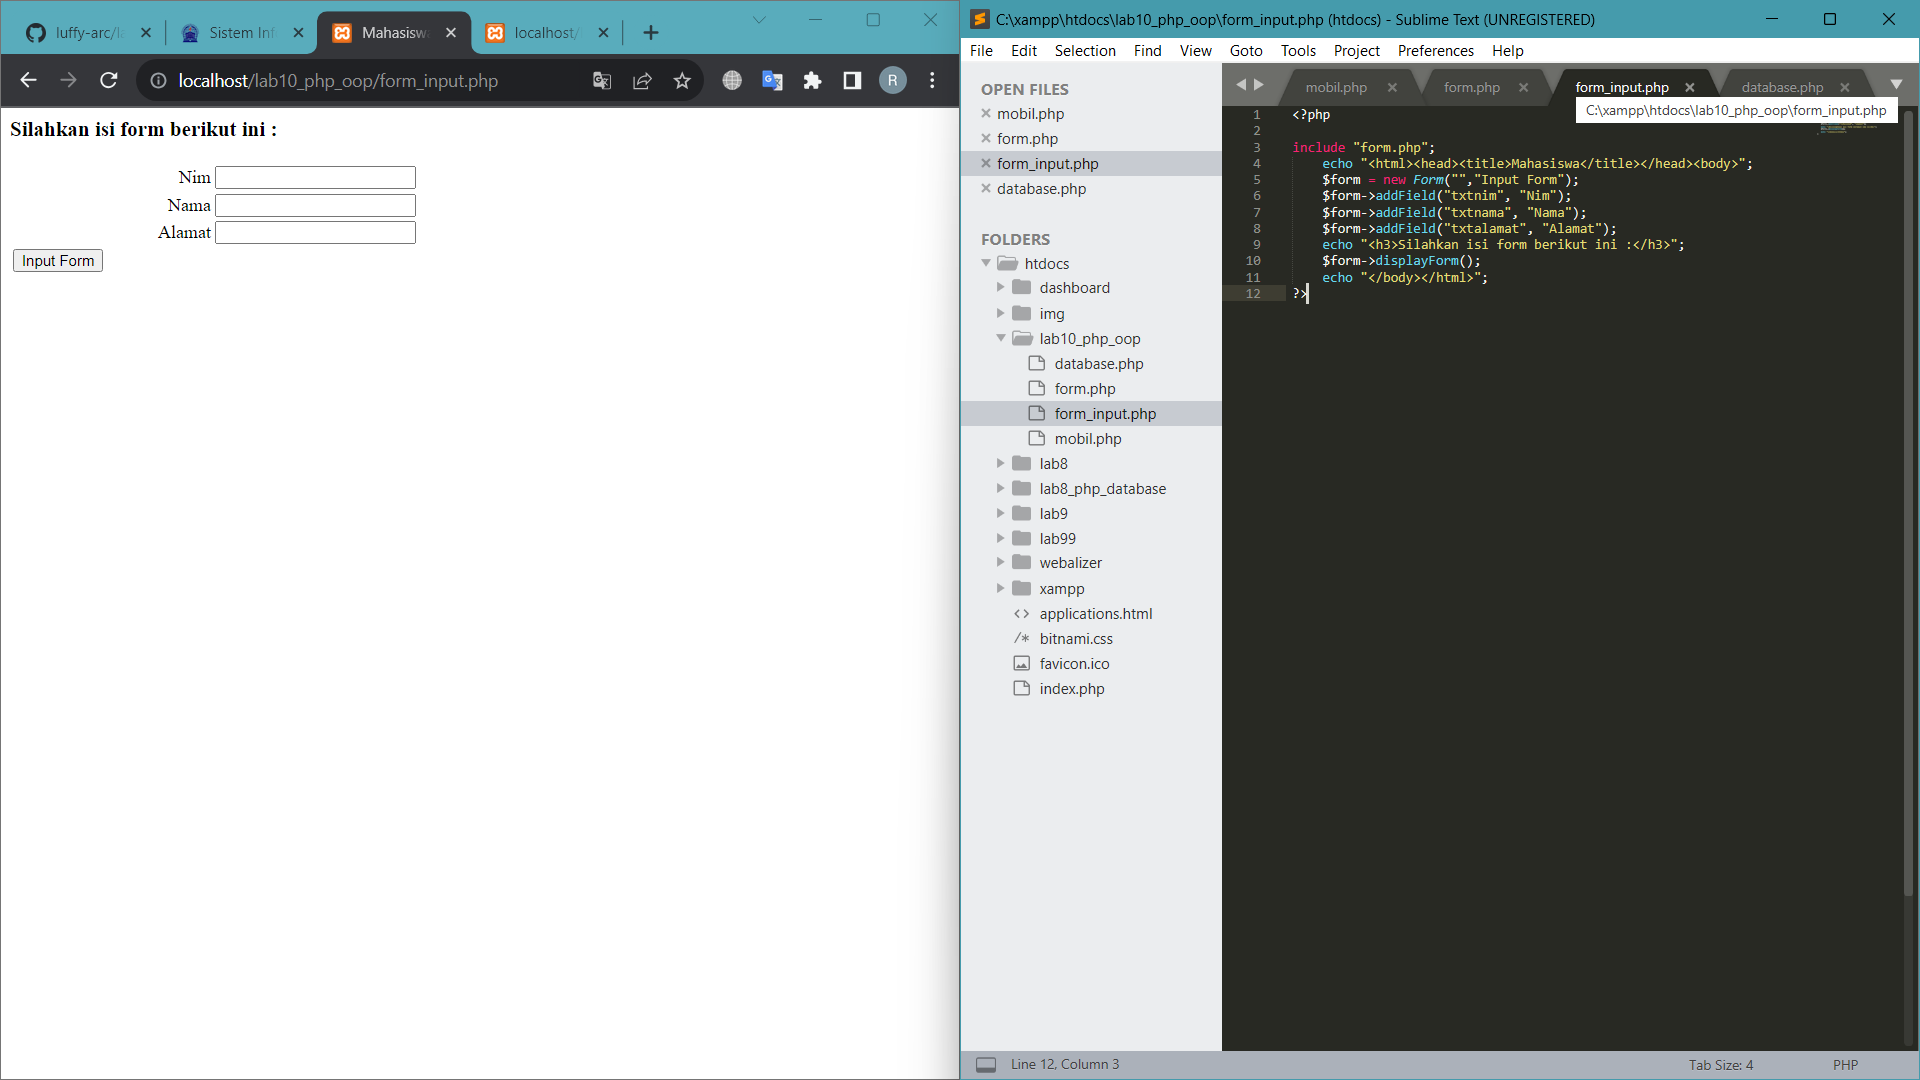 luffy-arc/l
Sistem Inf
Mahasisw
localhost/
localhost/lab10_php_oop/form_input.php
R
Silahkan isi form berikut ini :
Nim
Nama
Alamat
Input Form
C:\xampp\htdocs\lab10_php_oop\form_input.php (htdocs) - Sublime Text (UNREGISTERED)
File Edit Selection Find View Goto Tools Project Preferences Help
OPEN FILES
mobil.php
form.php
form_input.php
database.php
FOLDERS
htdocs
dashboard
img
lab10_php_oop
database.php
form.php
form_input.php
mobil.php
lab8
lab8_php_database
lab9
lab99
webalizer
xampp
<> applications.html
/* bitnami.css
favicon.ico
index.php
mobil.php form.php form_input.php database.php
C:\xampp\htdocs\lab10_php_oop\form_input.php
1 <?php
2
3 include "form.php";
4 echo "<html><head><title>Mahasiswa</title></head><body>";
5 $form = new Form("","Input Form");
6 $form->addField("txtnim", "Nim");
7 $form->addField("txtnama", "Nama");
8 $form->addField("txtalamat", "Alamat");
9 echo "<h3>Silahkan isi form berikut ini :</h3>";
10 $form->displayForm();
11 echo "</body></html>";
12 ?>
Line 12, Column 3
Tab Size: 4
PHP